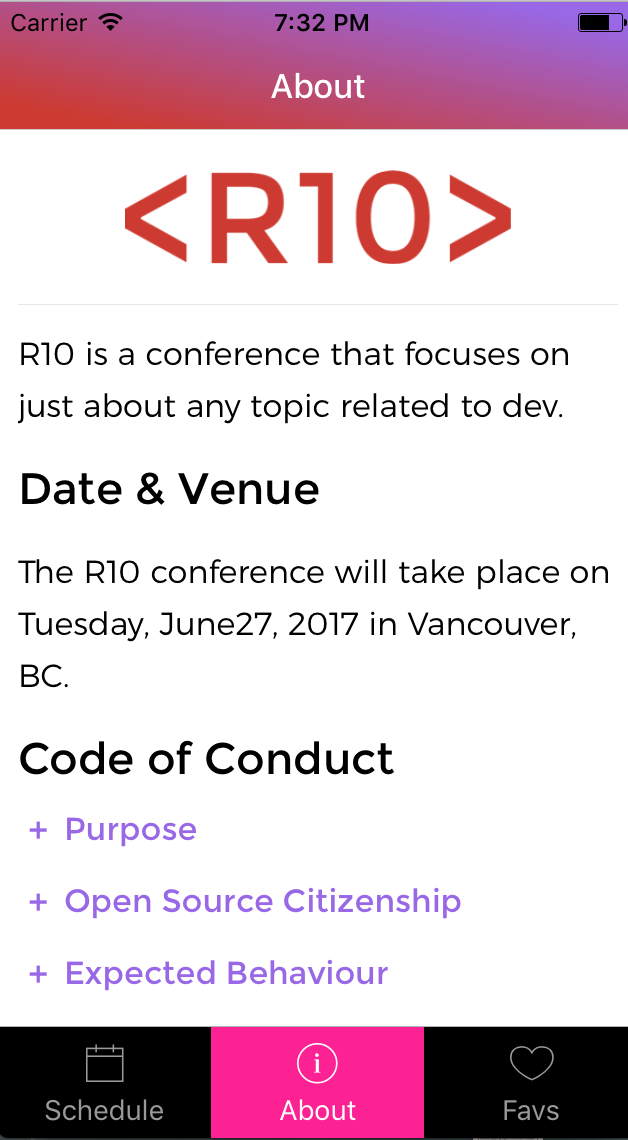 Carrier 7:32 PM
About
<R10>
R10 is a conference that focuses on
just about any topic related to dev.
Date & Venue
The R10 conference will take place on
Tuesday, June27, 2017 in Vancouver,
BC.
Code of Conduct
+ Purpose
+ Open Source Citizenship
+ Expected Behaviour
Schedule About Favs